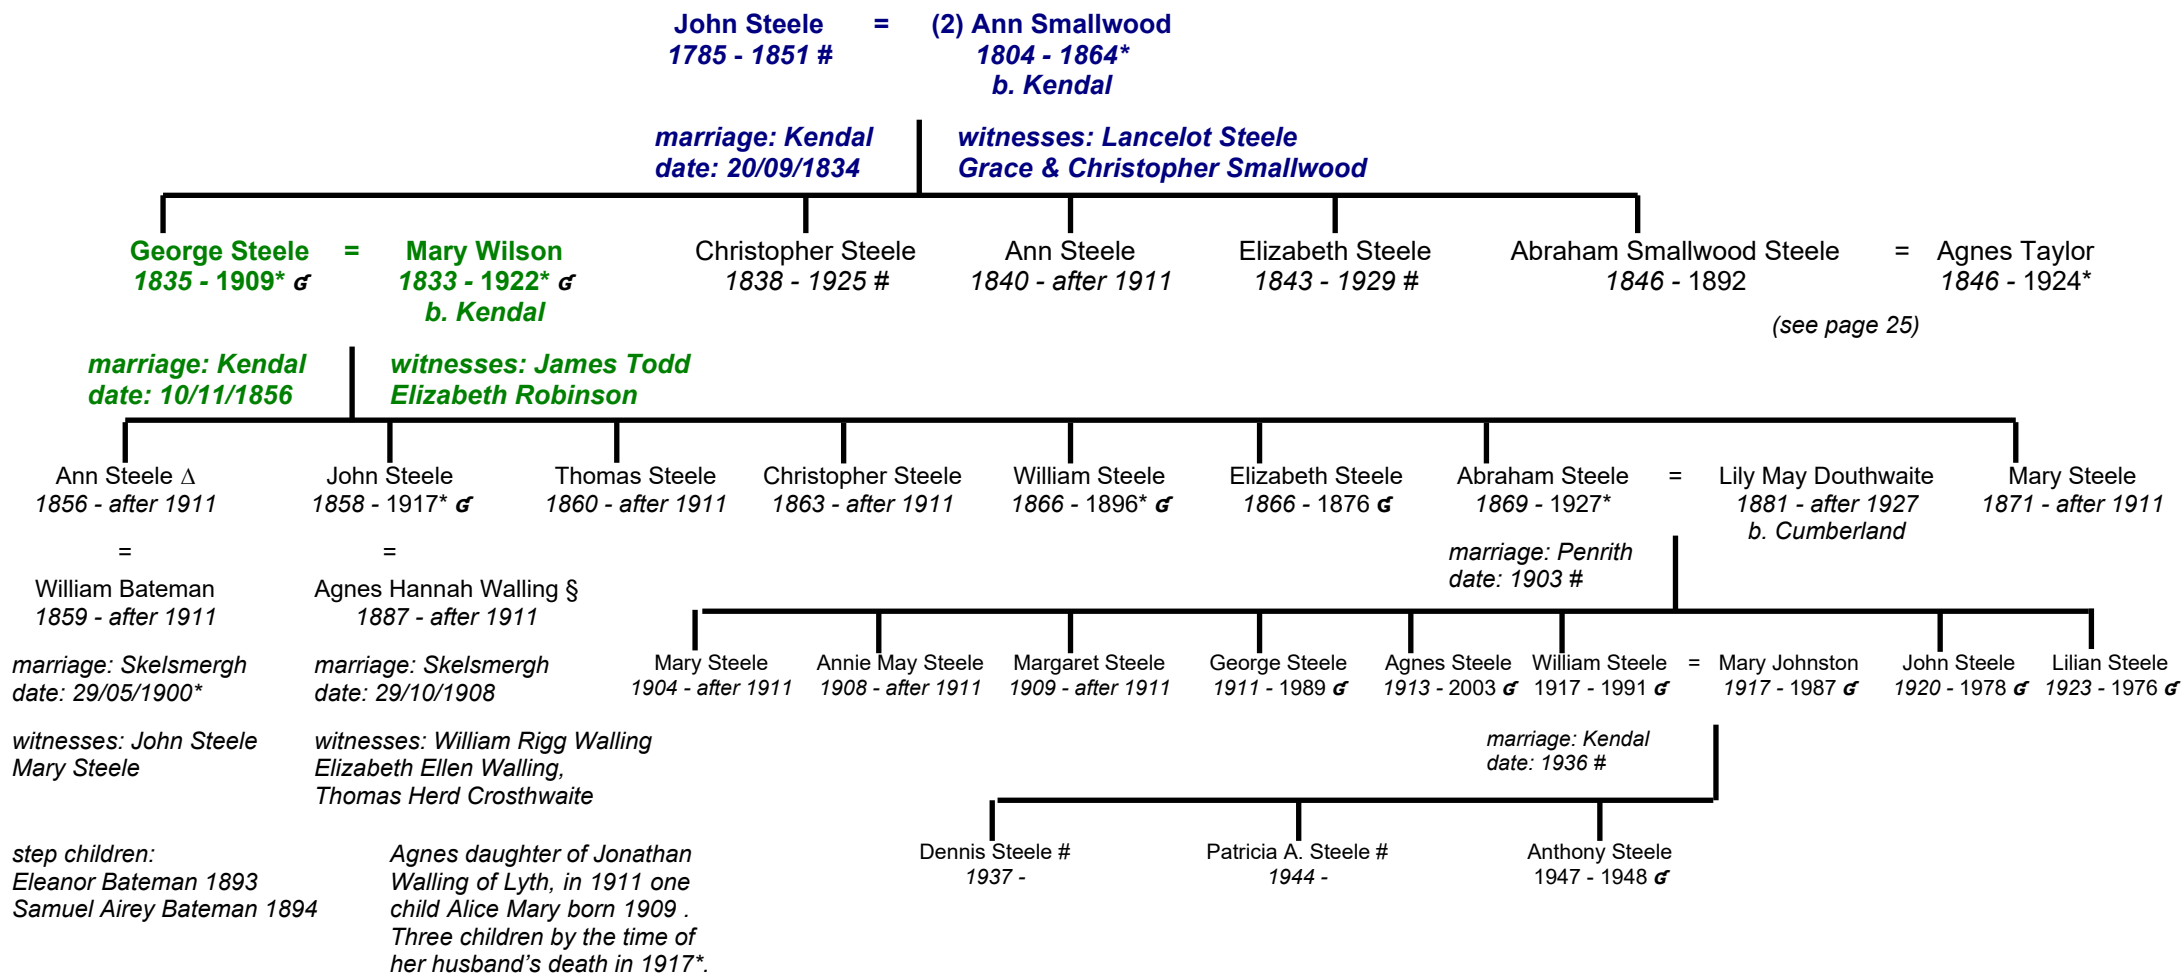 John Steele = (2) Ann Smallwood
1785 - 1851 # 1804 - 1864*
b. Kendal
marriage: Kendal witnesses: Lancelot Steele
date: 20/09/1834 Grace & Christopher Smallwood
George Steele = Mary Wilson Christopher Steele Ann Steele Elizabeth Steele Abraham Smallwood Steele = Agnes Taylor
1835 - 1909* G 1833 - 1922* G 1838 - 1925 # 1840 - after 1911 1843 - 1929 # 1846 - 1892 1846 - 1924*
b. Kendal
(see page 25)
marriage: Kendal witnesses: James Todd
date: 10/11/1856 Elizabeth Robinson
Ann Steele Δ John Steele Thomas Steele Christopher Steele William Steele Elizabeth Steele Abraham Steele = Lily May Douthwaite Mary Steele
1856 - after 1911 1858 - 1917* G 1860 - after 1911 1863 - after 1911 1866 - 1896* G 1866 - 1876 G 1869 - 1927* 1881 - after 1927 1871 - after 1911
b. Cumberland
= =
marriage: Penrith
date: 1903 #
William Bateman Agnes Hannah Walling §
1859 - after 1911 1887 - after 1911
Mary Steele Annie May Steele Margaret Steele George Steele Agnes Steele William Steele = Mary Johnston John Steele Lilian Steele
1904 - after 1911 1908 - after 1911 1909 - after 1911 1911 - 1989 G 1913 - 2003 G 1917 - 1991 G 1917 - 1987 G 1920 - 1978 G 1923 - 1976 G
marriage: Skelsmergh marriage: Skelsmergh
date: 29/05/1900* date: 29/10/1908
witnesses: John Steele witnesses: William Rigg Walling
Mary Steele Elizabeth Ellen Walling,
Thomas Herd Crosthwaite
marriage: Kendal
date: 1936 #
Dennis Steele # Patricia A. Steele # Anthony Steele
1937 - 1944 - 1947 - 1948 G
step children:
Eleanor Bateman 1893
Samuel Airey Bateman 1894
Agnes daughter of Jonathan
Walling of Lyth, in 1911 one
child Alice Mary born 1909 .
Three children by the time of
her husband's death in 1917*.